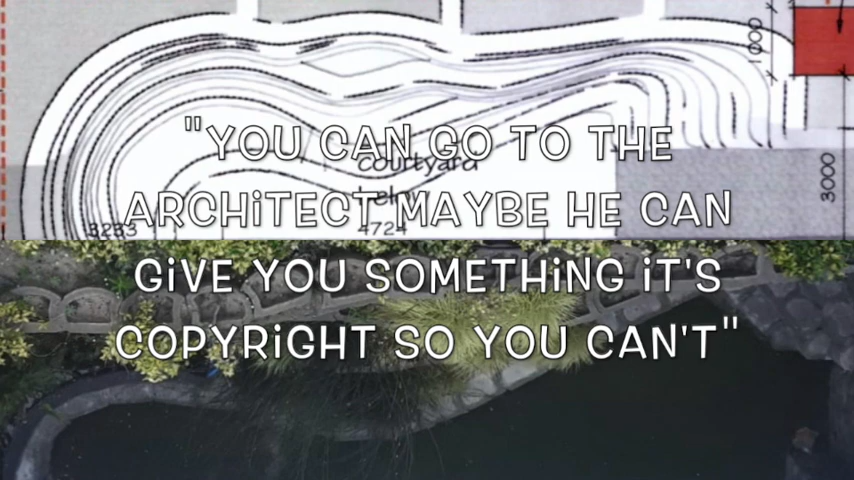 1000
"YOU CAN GO TO THE
courtyard
3000
ARCHiTECT MAYBE HE CAN
3233
4724
GiVE YOU SOMETHiNG iT'S
COPYRiGHT SO YOU CAN'T"